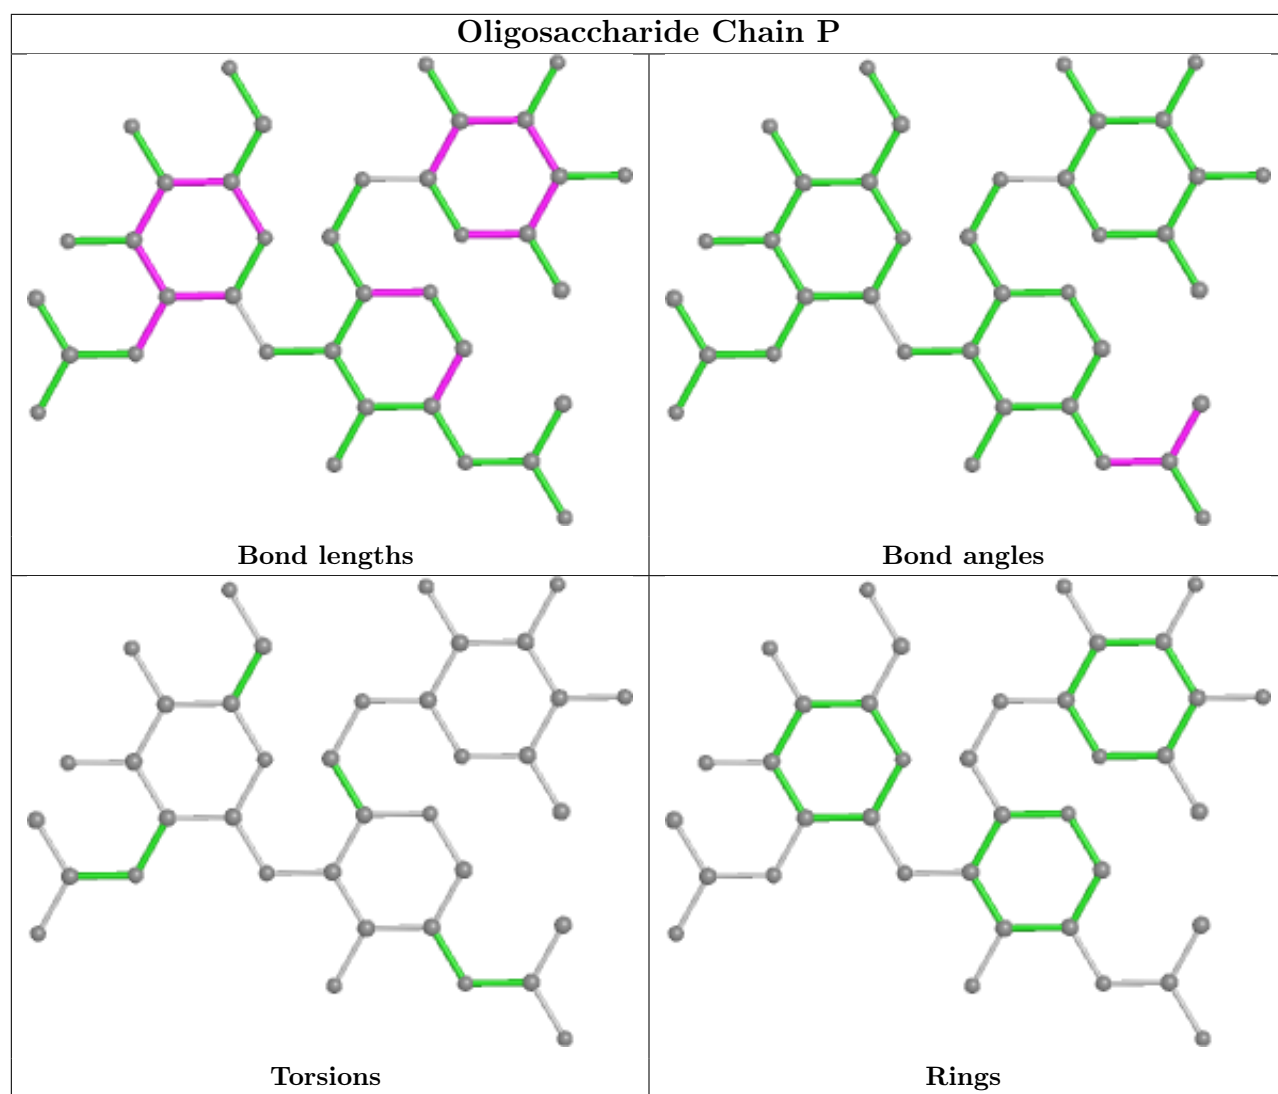 Oligosaccharide Chain P
Bond lengths
Bond angles
Torsions
Rings